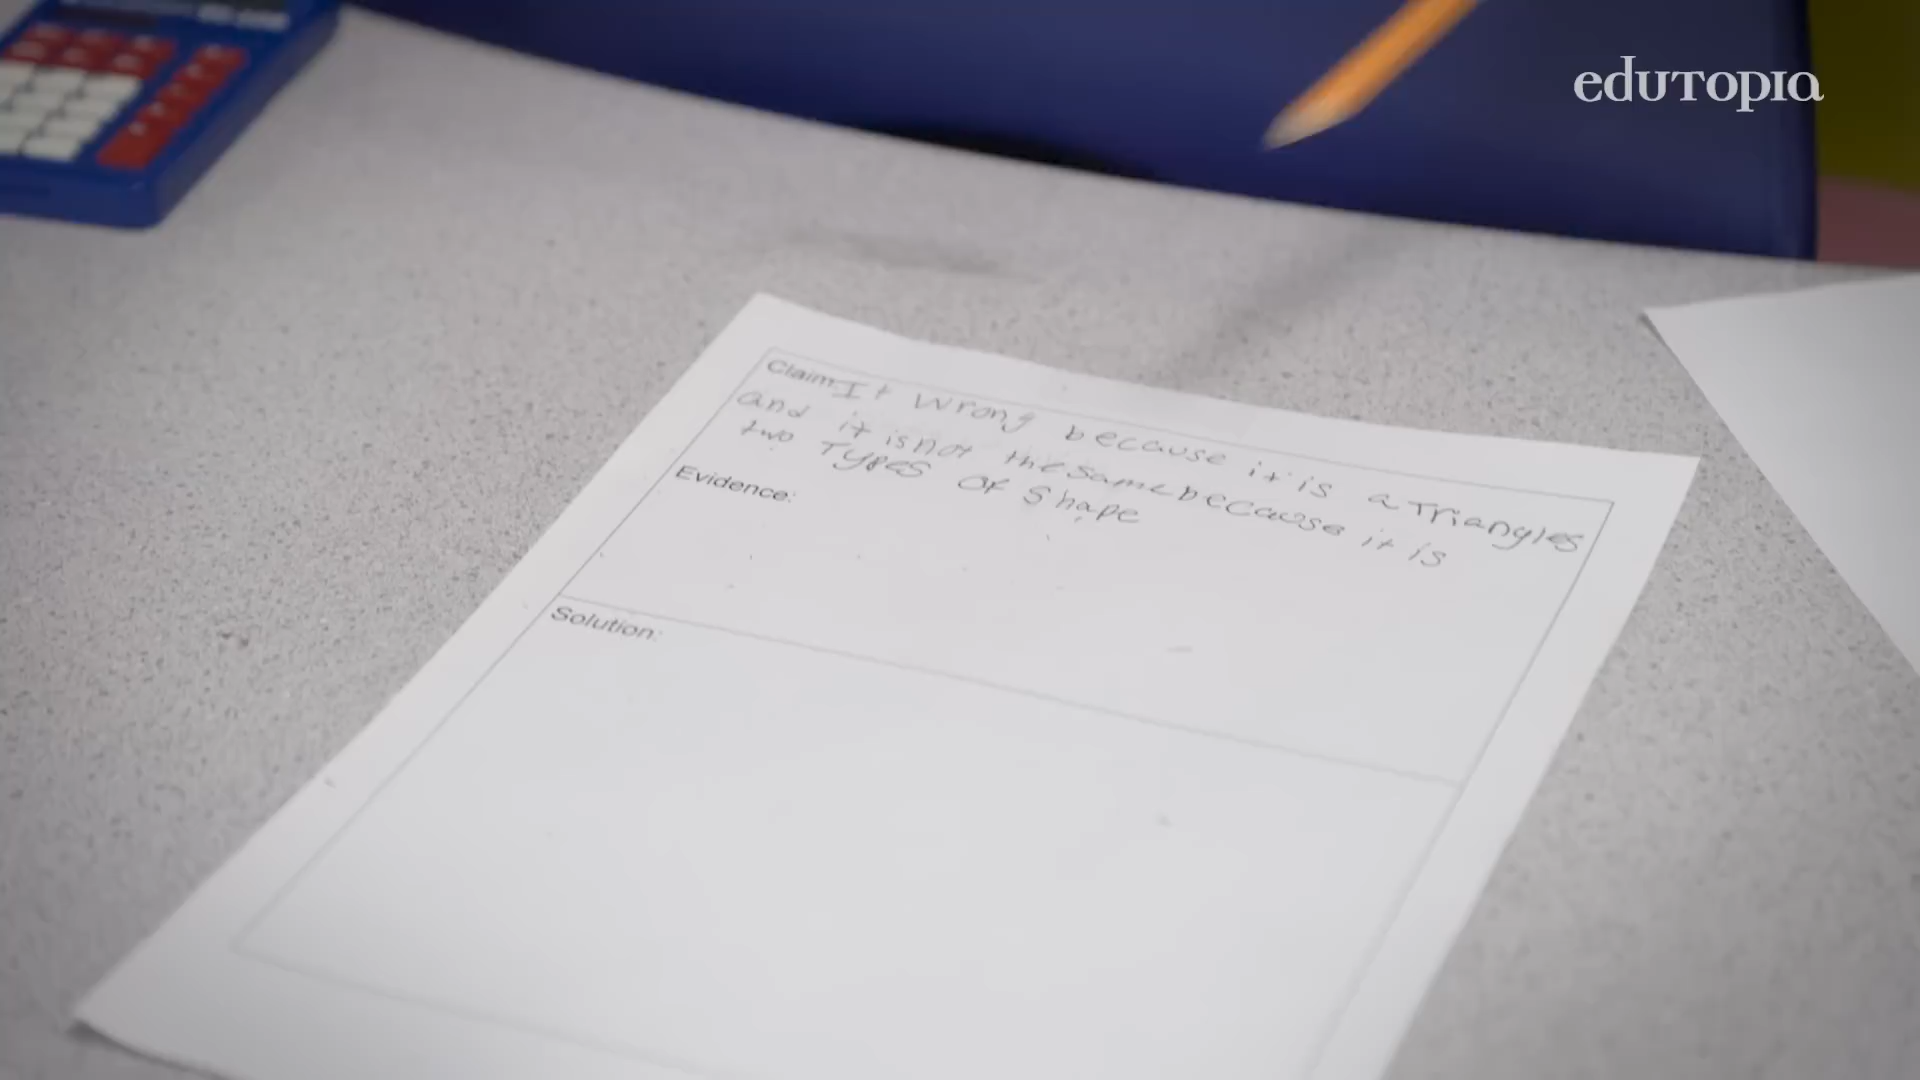 edutopia
Claim: It wrong because it is a Triangles
and it is not the same because it is
two Types of shape
Evidence:
Solution: